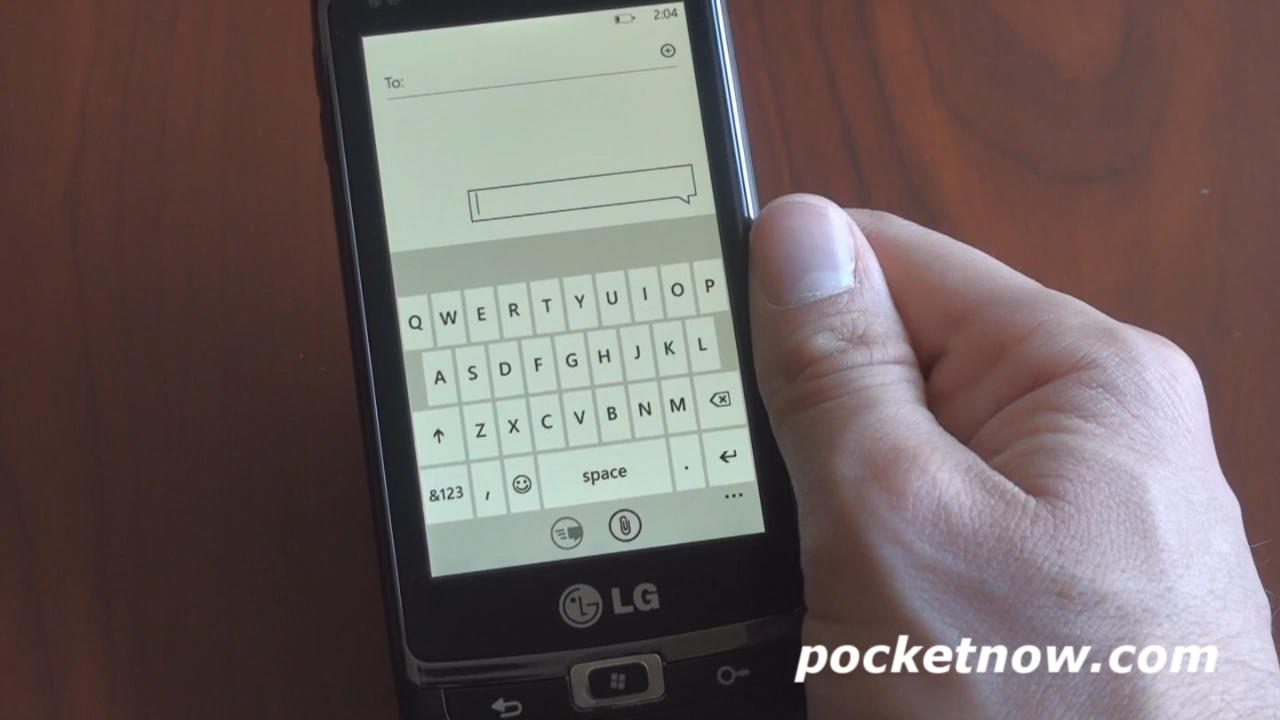 2:04
To:
Q W E R T Y U I O P
A S D F G H J K L
Z X C V B N M
&123 , space .
LG
pocketnow.com